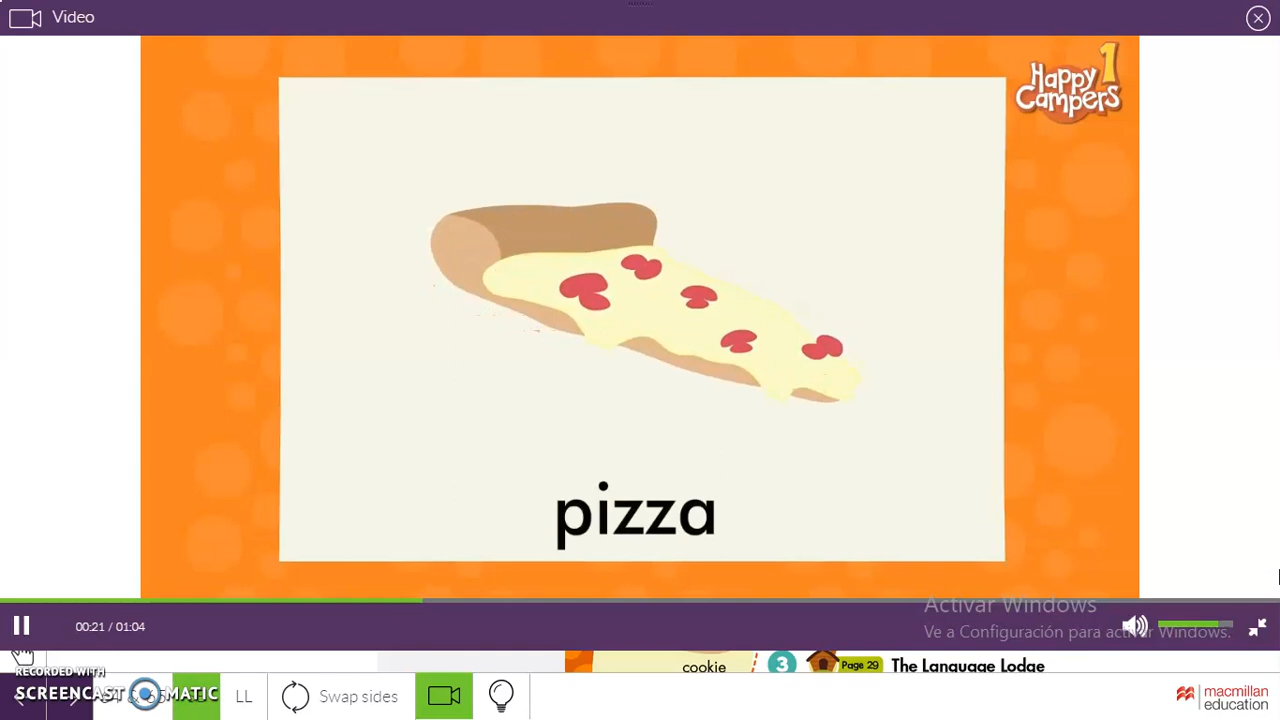 Video
Happy 1
Campers
pizza
Activar Windows
00:21 / 01:04
Ve a Configuración para activar Windows.
RECORDED WITH
SCREENCAST MATIC
cookie
3
Page 29
The Language Lodge
LL
Swap sides
macmillan
education